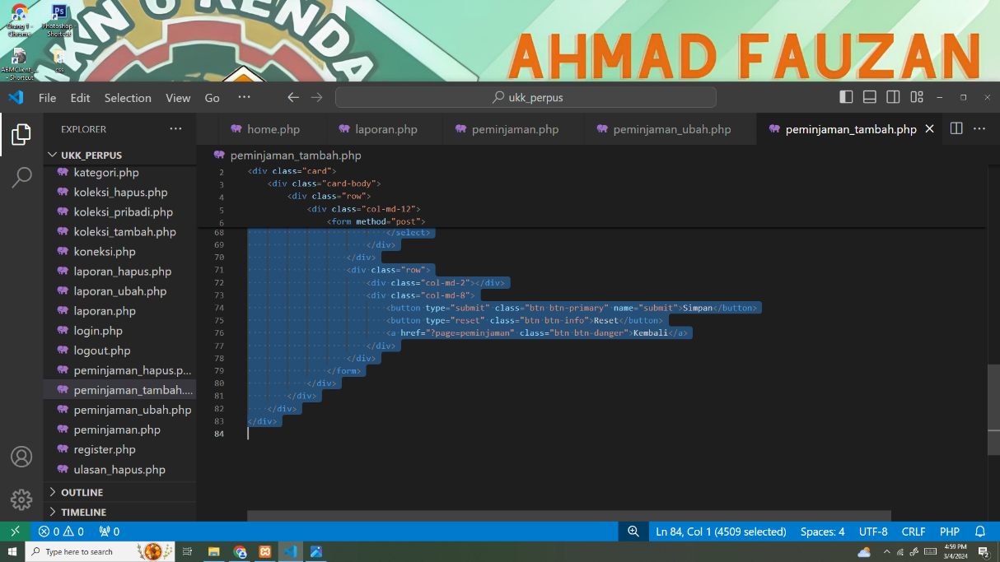 KN 6 KENDA
AHMAD FAUZAN
Chrome
Photoshop
Shortcut
ABMClient_...
- Shortcut
css
File Edit Selection View Go ···
ukk_perpus
EXPLORER ···
home.php laporan.php peminjaman.php peminjaman_ubah.php peminjaman_tambah.php
UKK_PERPUS
peminjaman_tambah.php
kategori.php
koleksi_hapus.php
koleksi_pribadi.php
koleksi_tambah.php
koneksi.php
laporan_hapus.php
laporan_ubah.php
laporan.php
login.php
logout.php
peminjaman_hapus.p...
peminjaman_tambah....
peminjaman_ubah.php
peminjaman.php
register.php
ulasan_hapus.php
OUTLINE
TIMELINE
2 <div class="card">
3 <div class="card-body">
4 <div class="row">
5 <div class="col-md-12">
6 <form method="post">
68 </select>
69 </div>
70 </div>
71 <div class="row">
72 <div class="col-md-2"></div>
73 <div class="col-md-8">
74 <button type="submit" class="btn btn-primary" name="submit">Simpan</button>
75 <button type="reset" class="btn btn-info">Reset</button>
76 <a href="?page=peminjaman" class="btn btn-danger">Kembali</a>
77 </div>
78 </div>
79 </form>
80 </div>
81 </div>
82 </div>
83 </div>
84
0 0 0 Ln 84, Col 1 (4509 selected) Spaces: 4 UTF-8 CRLF PHP
Type here to search
4:59 PM
3/4/2024
2